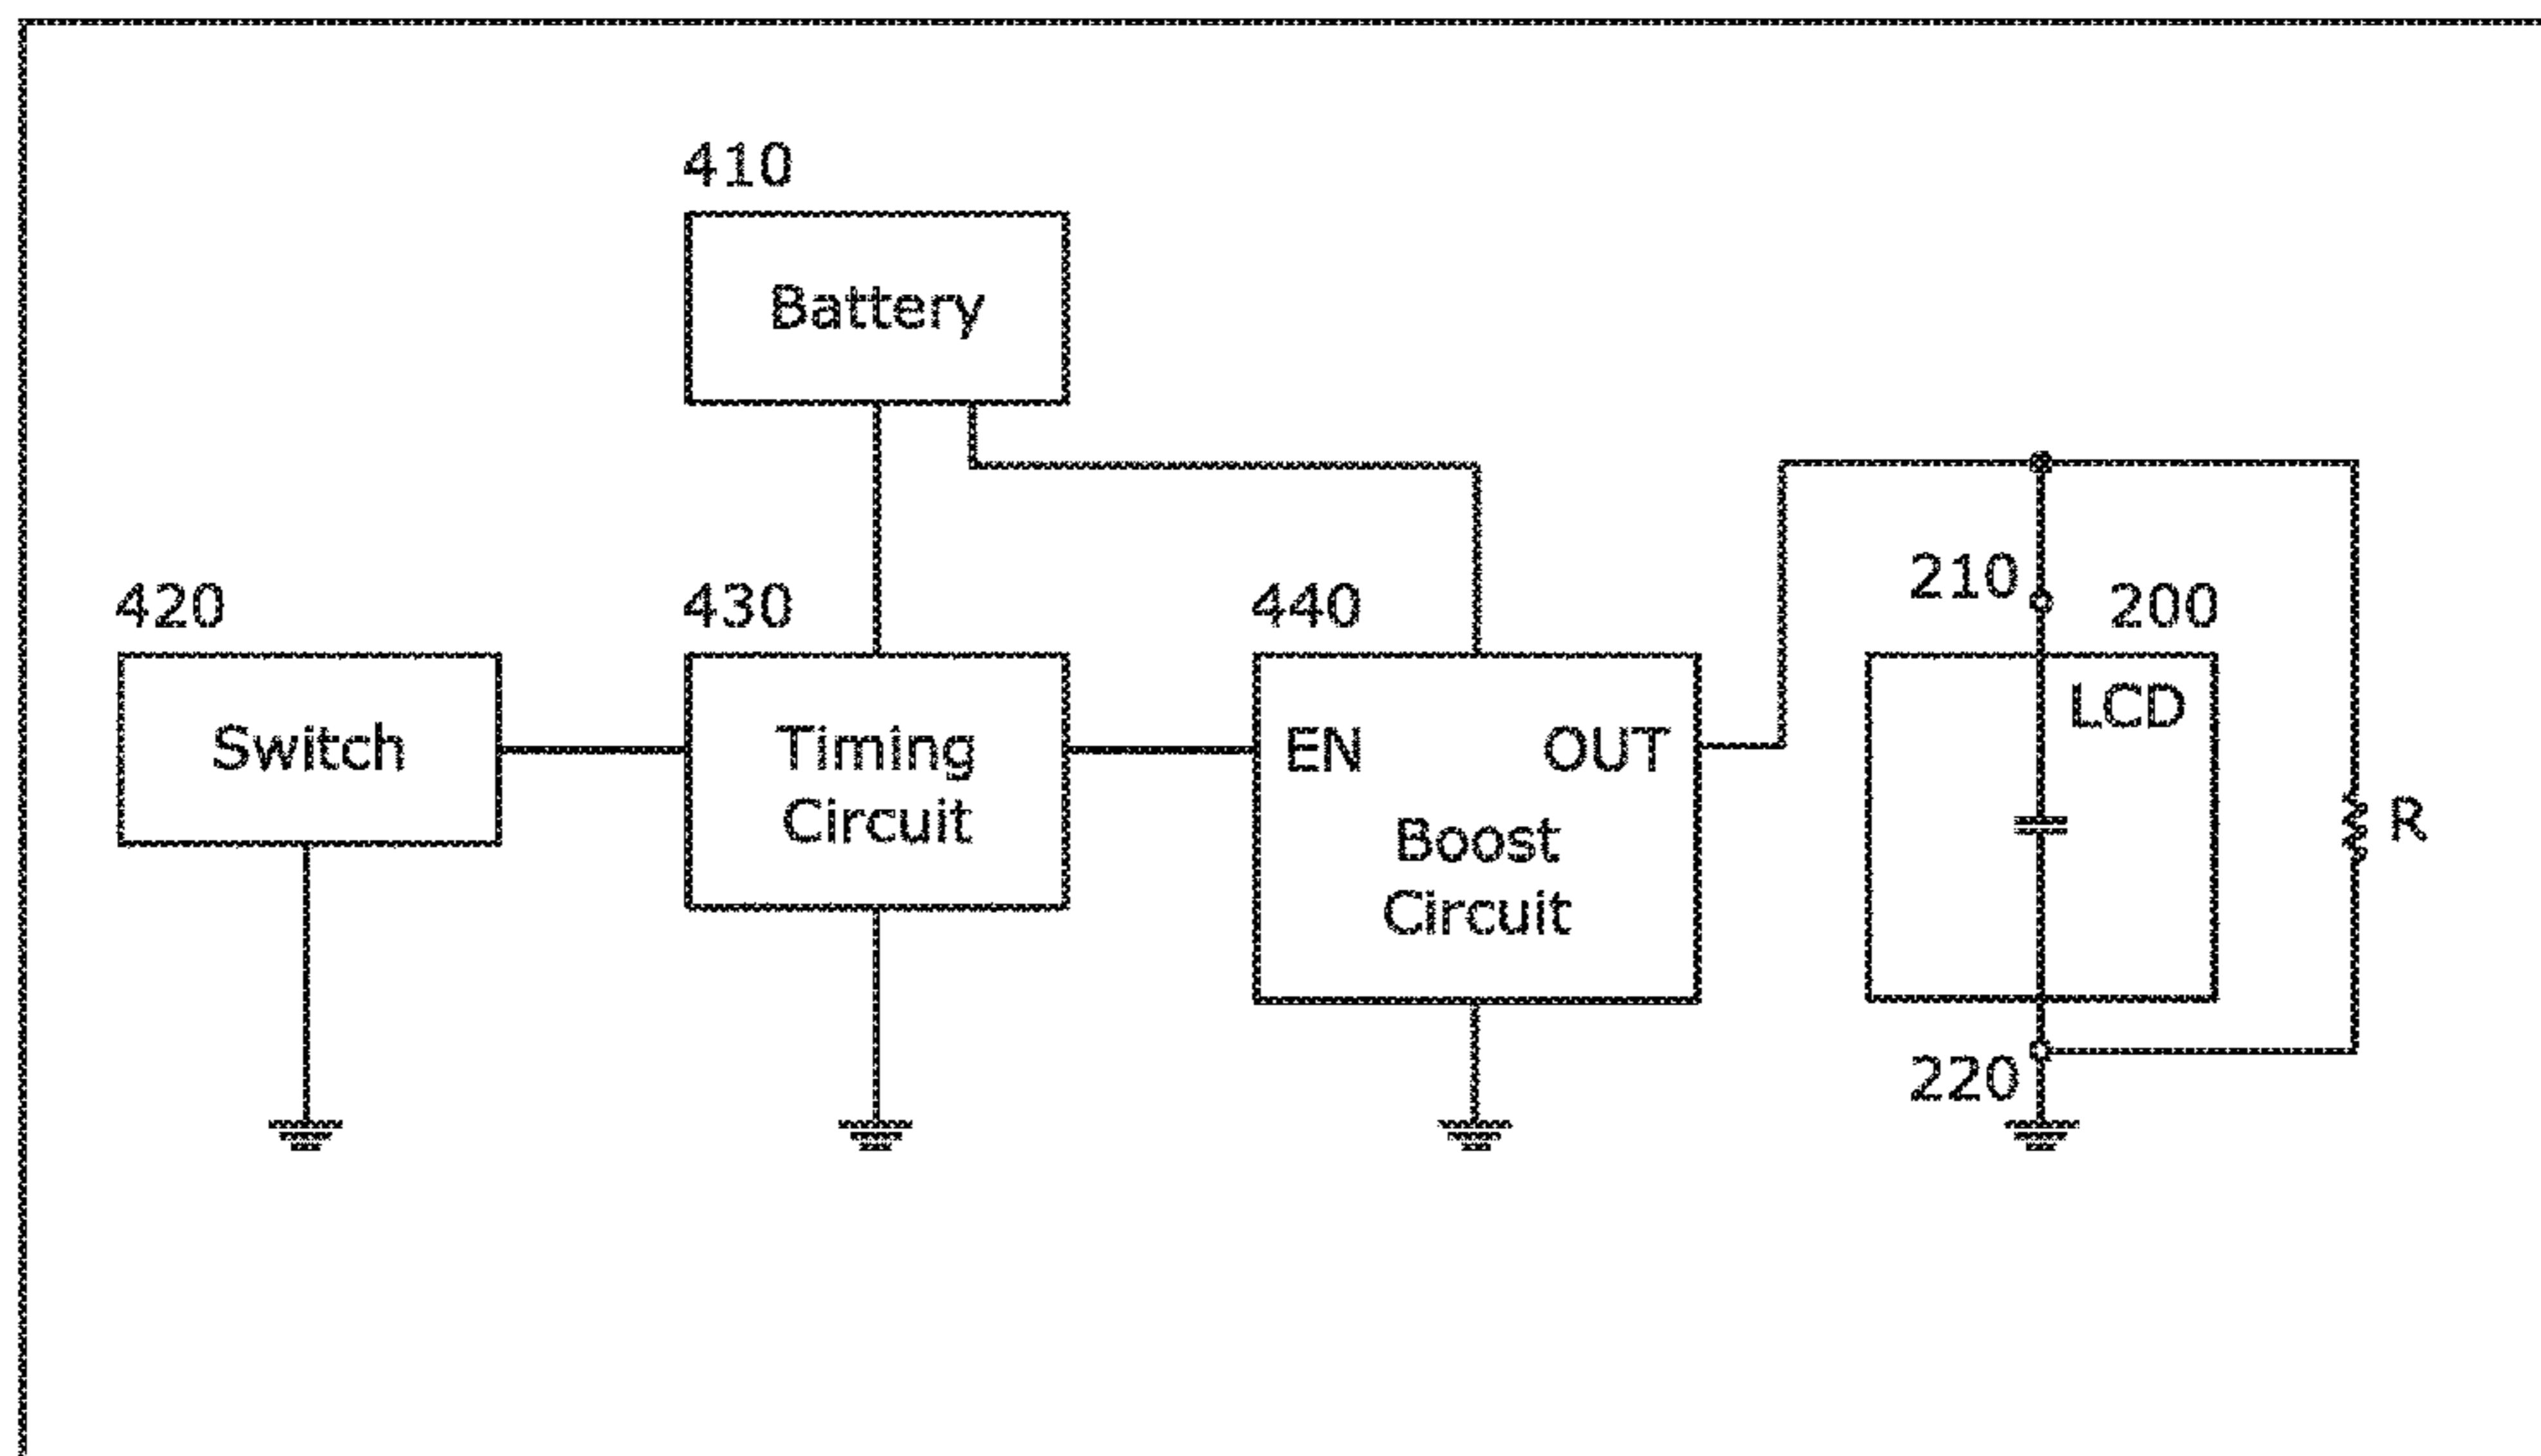 410
Battery
420
Switch
430
Timing
Circuit
440
EN
OUT
Boost
Circuit
210
200
LCD
R
220